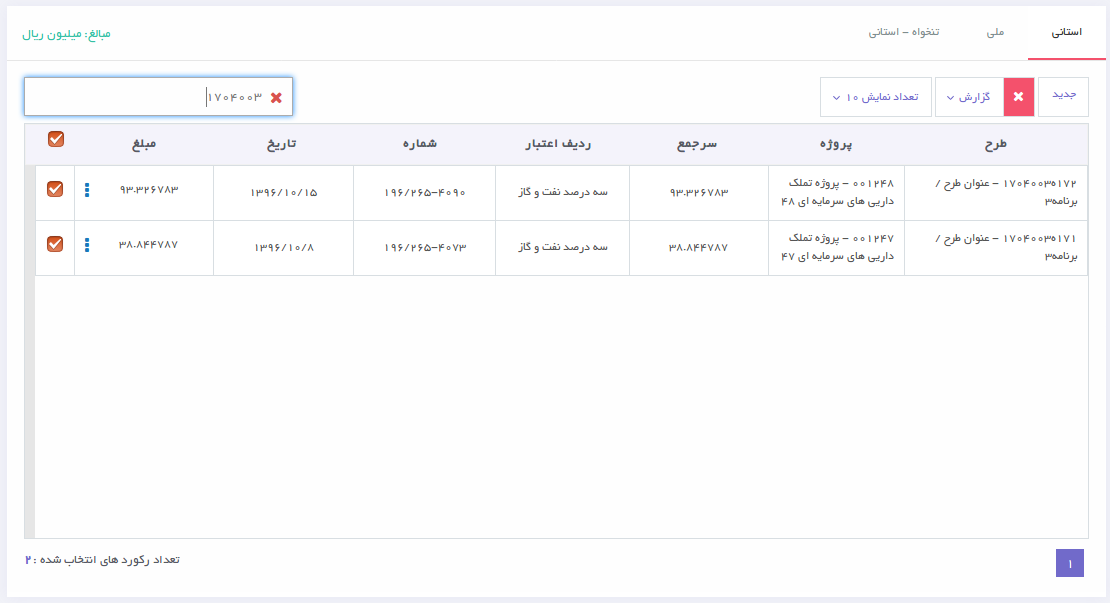 استانی
ملی
تنخواه - استانی
مبالغ: میلیون ریال
جدید
گزارش
تعداد نمایش ۱۰
۱۷۰۴۰۰۳
طرح پروژه سرجمع ردیف اعتبار شماره تاریخ مبلغ
۱۷۲ه۱۷۰۴۰۰۳ - عنوان طرح /
برنامه۳
۰۰۱۲۴۸ - پروژه تملک
دارایی های سرمایه ای ۴۸
۹۳.۳۲۶۷۸۳
سه درصد نفت و گاز
۱۹۶/۲۶۵-۴۰۹۰
۱۳۹۶/۱۰/۱۵
۹۳.۳۲۶۷۸۳
۱۷۱ه۱۷۰۴۰۰۳ - عنوان طرح /
برنامه۳
۰۰۱۲۴۷ - پروژه تملک
دارایی های سرمایه ای ۴۷
۳۸.۸۴۴۷۸۷
سه درصد نفت و گاز
۱۹۶/۲۶۵-۴۰۷۳
۱۳۹۶/۱۰/۸
۳۸.۸۴۴۷۸۷
۱
تعداد رکورد های انتخاب شده : ۲